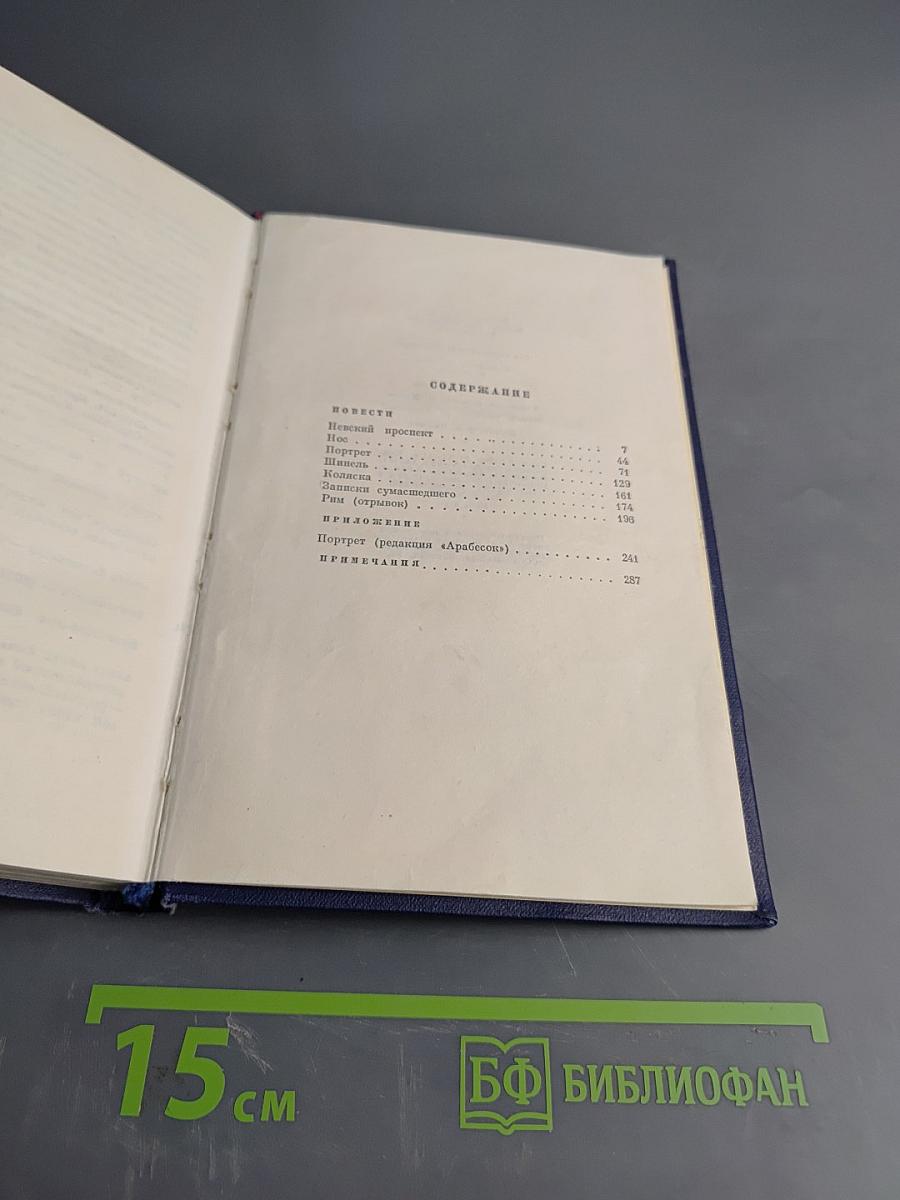 СОДЕРЖАНИЕ
ПОВЕСТИ
Невский проспект . . . . . . . . . . . . . . 7
Нос . . . . . . . . . . . . . . . . . . . . 44
Портрет . . . . . . . . . . . . . . . . . . 71
Шинель . . . . . . . . . . . . . . . . . . 129
Коляска . . . . . . . . . . . . . . . . . . 161
Записки сумасшедшего . . . . . . . . . . . . 174
Рим (отрывок) . . . . . . . . . . . . . . . 196
ПРИЛОЖЕНИЕ
Портрет (редакция «Арабесок») . . . . . . . . . . 241
ПРИМЕЧАНИЯ . . . . . . . . . . . . . . . . 287
15 см
БФ БИБЛИОФАН